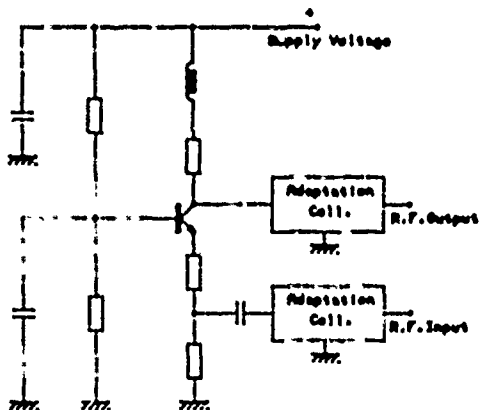 +
Supply Voltage
Adaptation
Cell.
R.F.Output
Adaptation
Cell.
R.F.Input